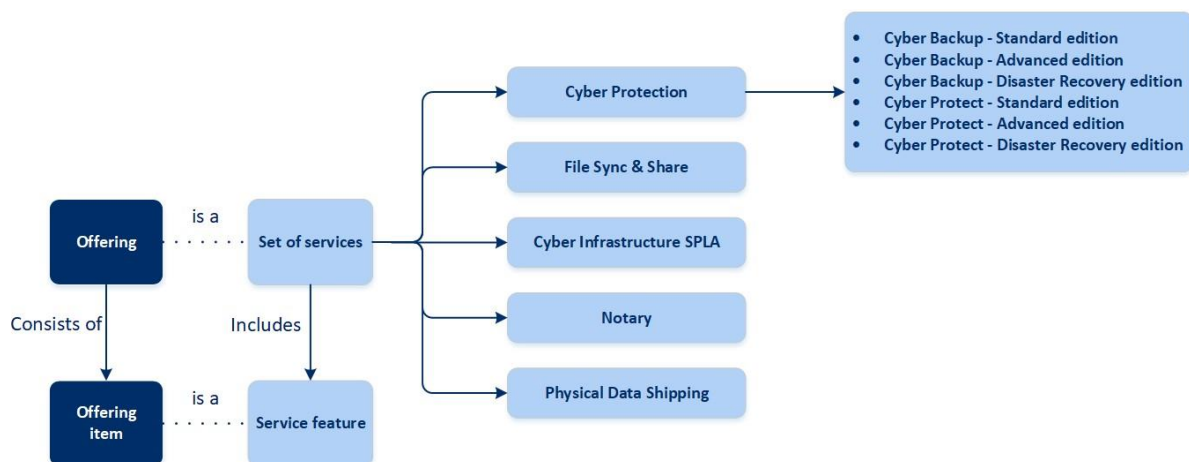 Cyber Protection
• Cyber Backup - Standard edition
• Cyber Backup - Advanced edition
• Cyber Backup - Disaster Recovery edition
• Cyber Protect - Standard edition
• Cyber Protect - Advanced edition
• Cyber Protect - Disaster Recovery edition
File Sync & Share
Offering
is a
Set of services
Cyber Infrastructure SPLA
Consists of
Includes
Notary
Offering
item
is a
Service feature
Physical Data Shipping